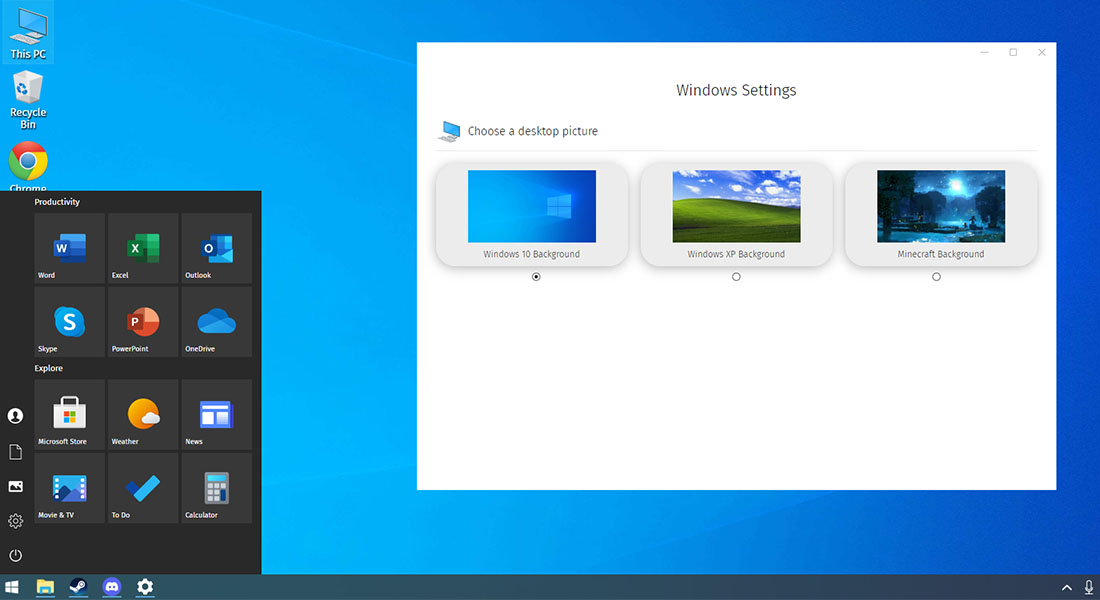 This PC
Recycle
Bin
Chrome
Productivity
Word
Excel
Outlook
Skype
PowerPoint
OneDrive
Explore
Microsoft Store
Weather
News
Movie & TV
To Do
Calculator
Windows Settings
Choose a desktop picture
Windows 10 Background
Windows XP Background
Minecraft Background